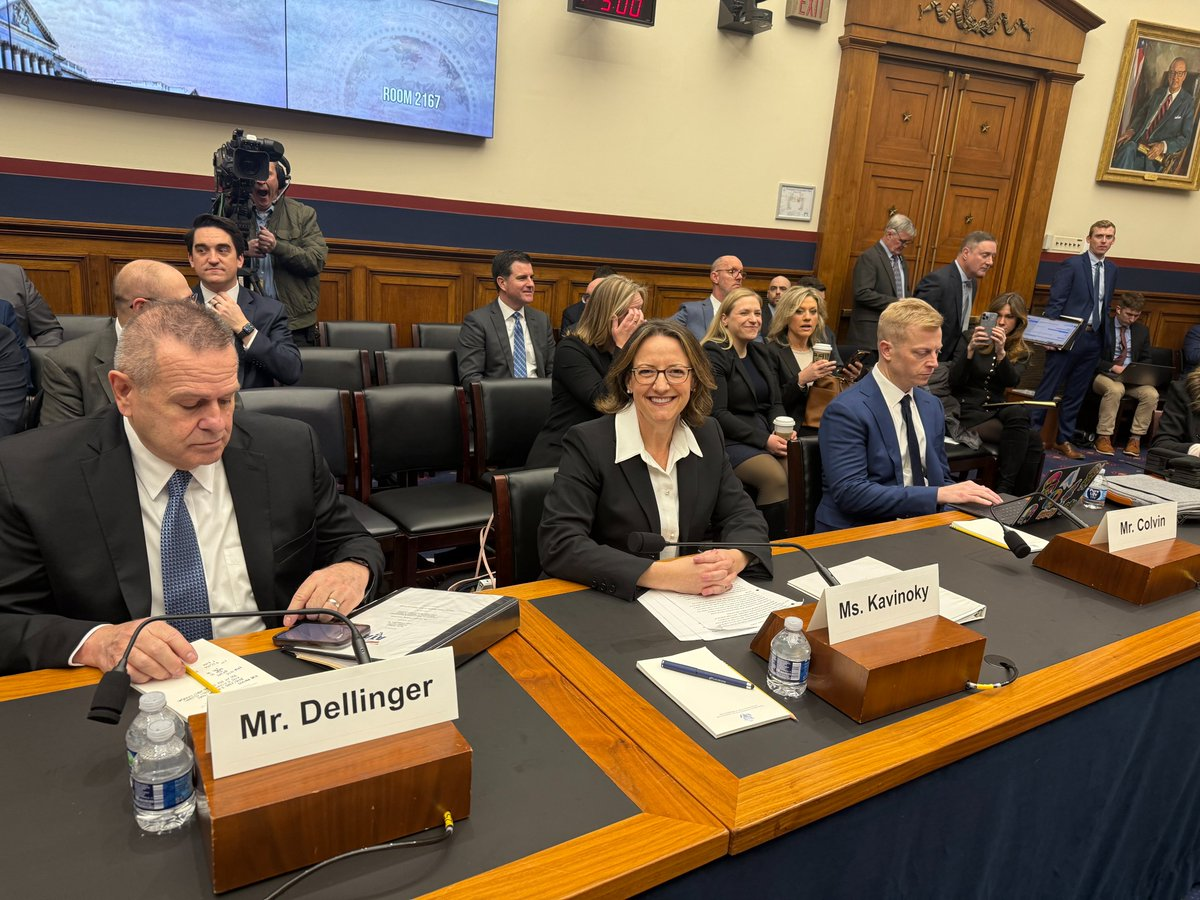 5:00
EXIT
ROOM 2167
Mr. Dellinger
Ms. Kavinoky
Mr. Colvin